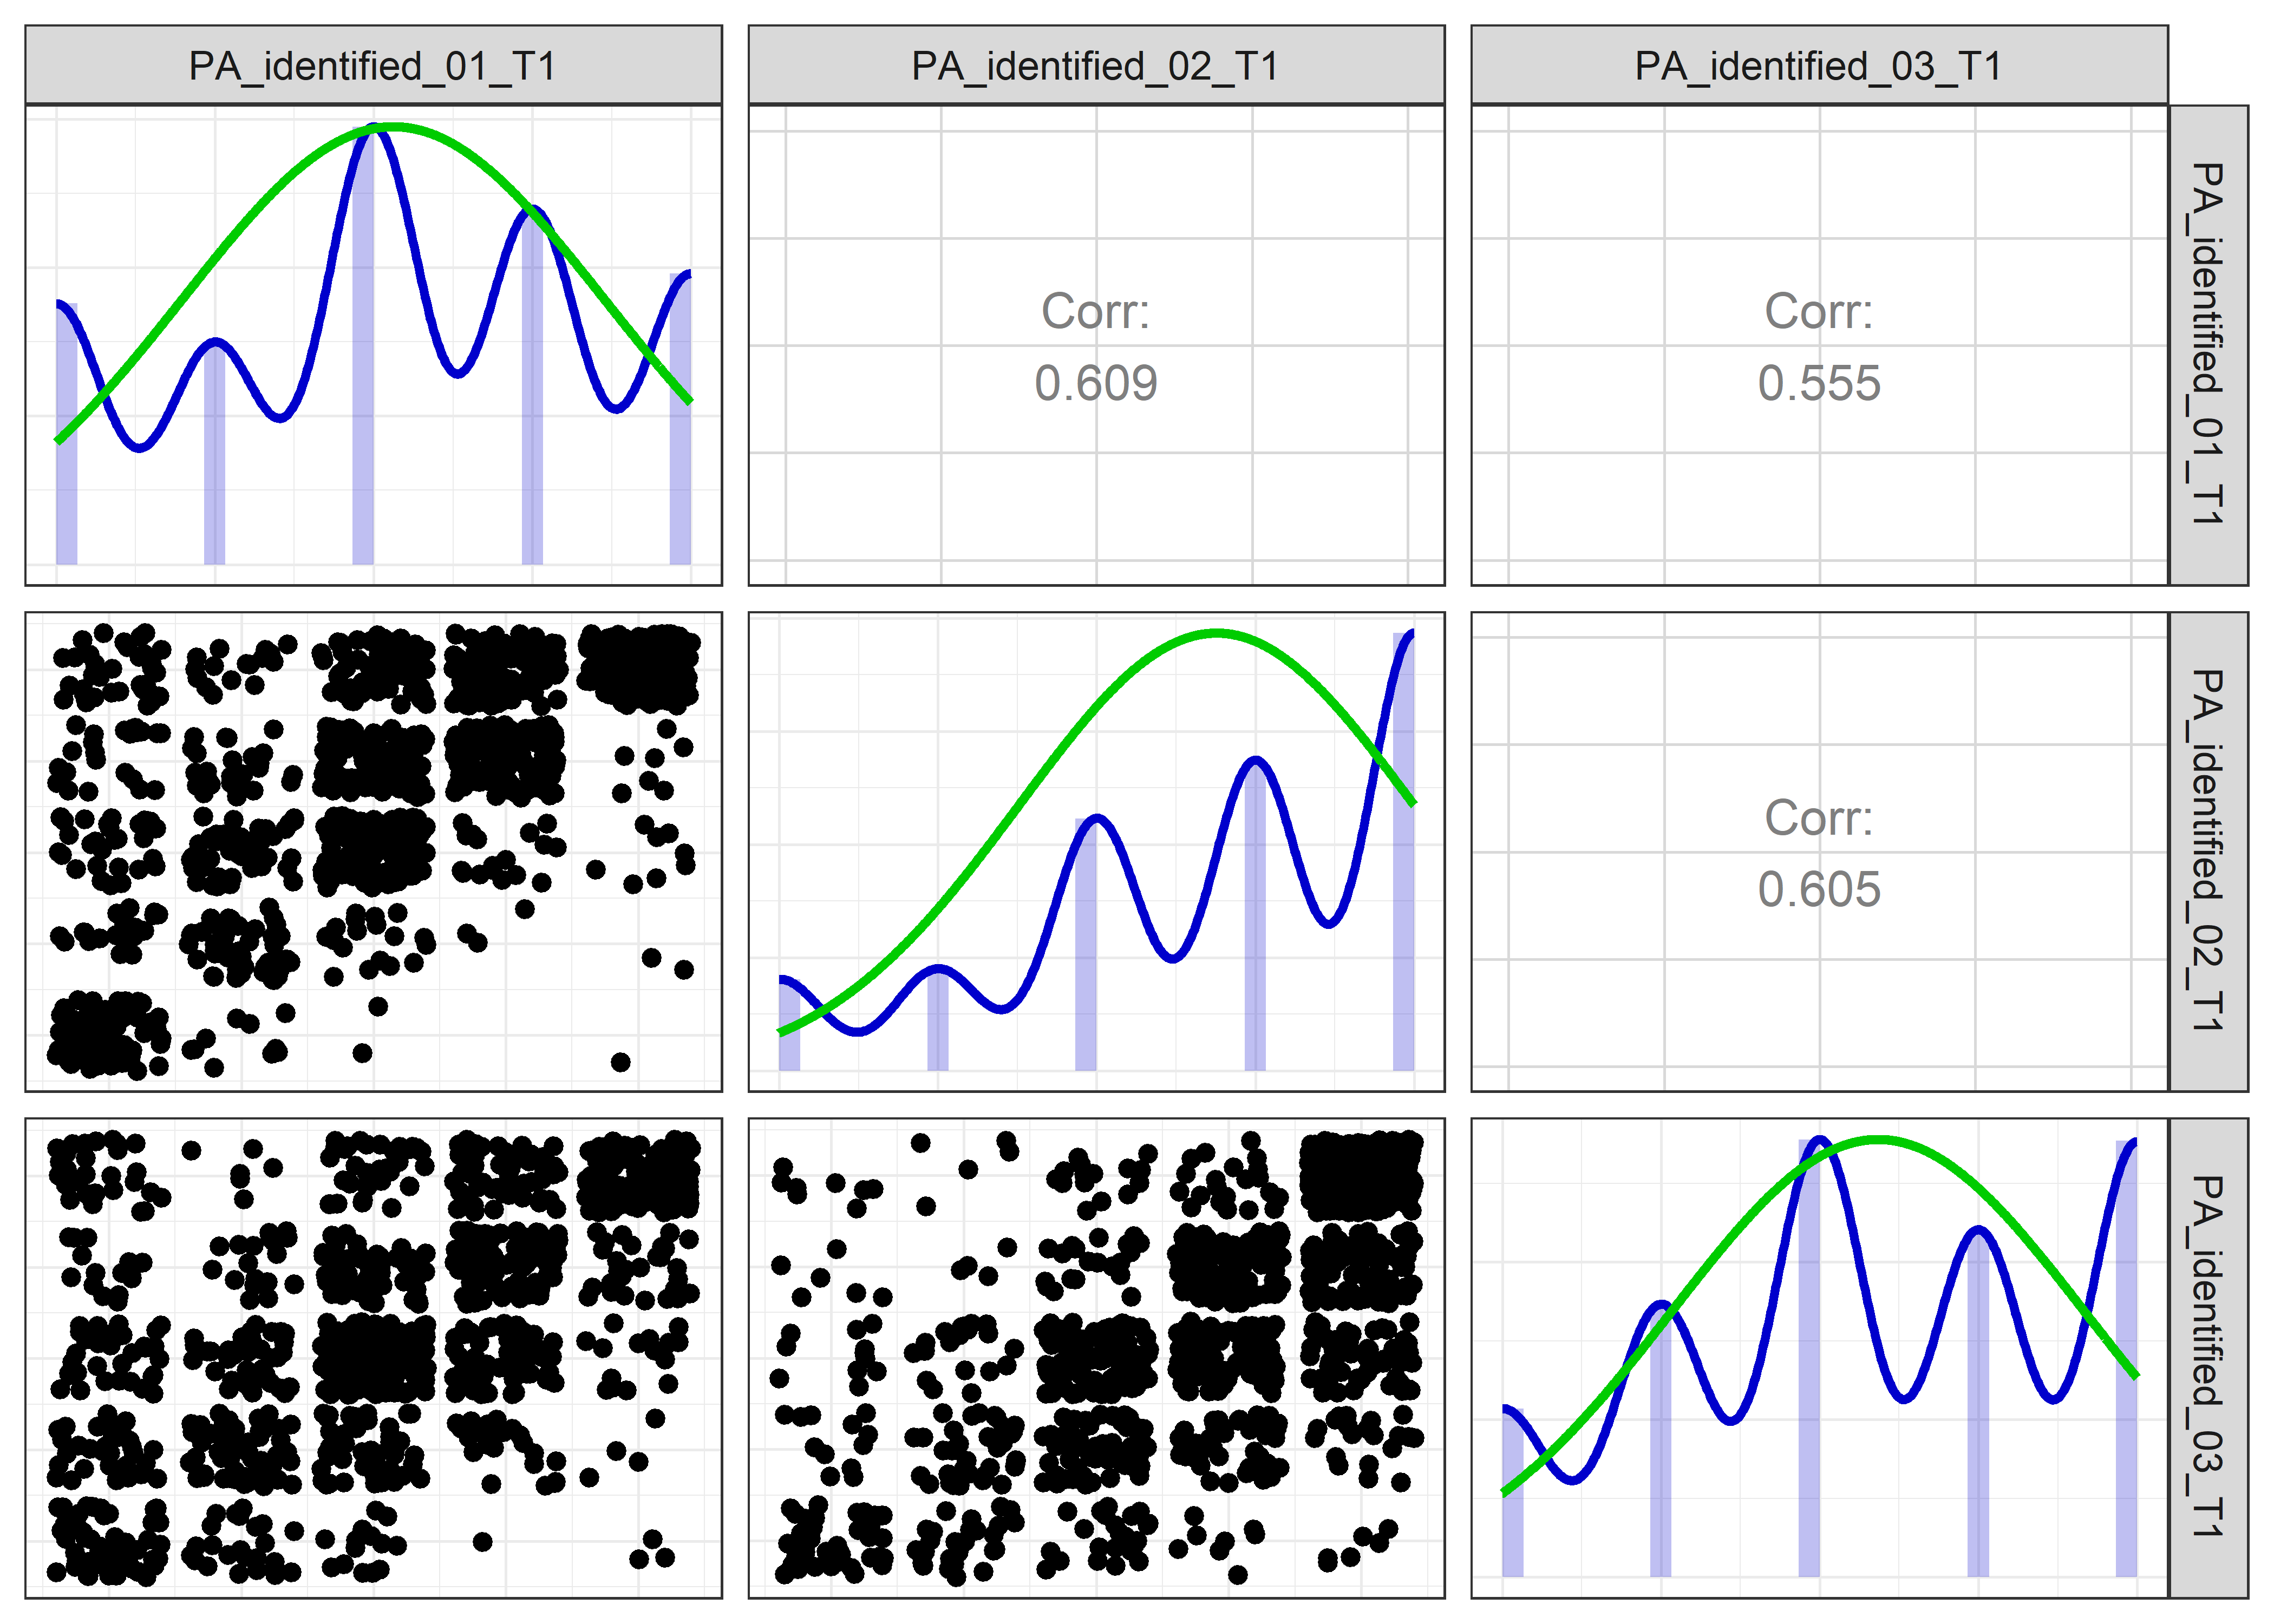 PA_identified_01_T1
PA_identified_02_T1
PA_identified_03_T1
Corr:
0.609
Corr:
0.555
PA_identified_01_T1
Corr:
0.605
PA_identified_02_T1
PA_identified_03_T1